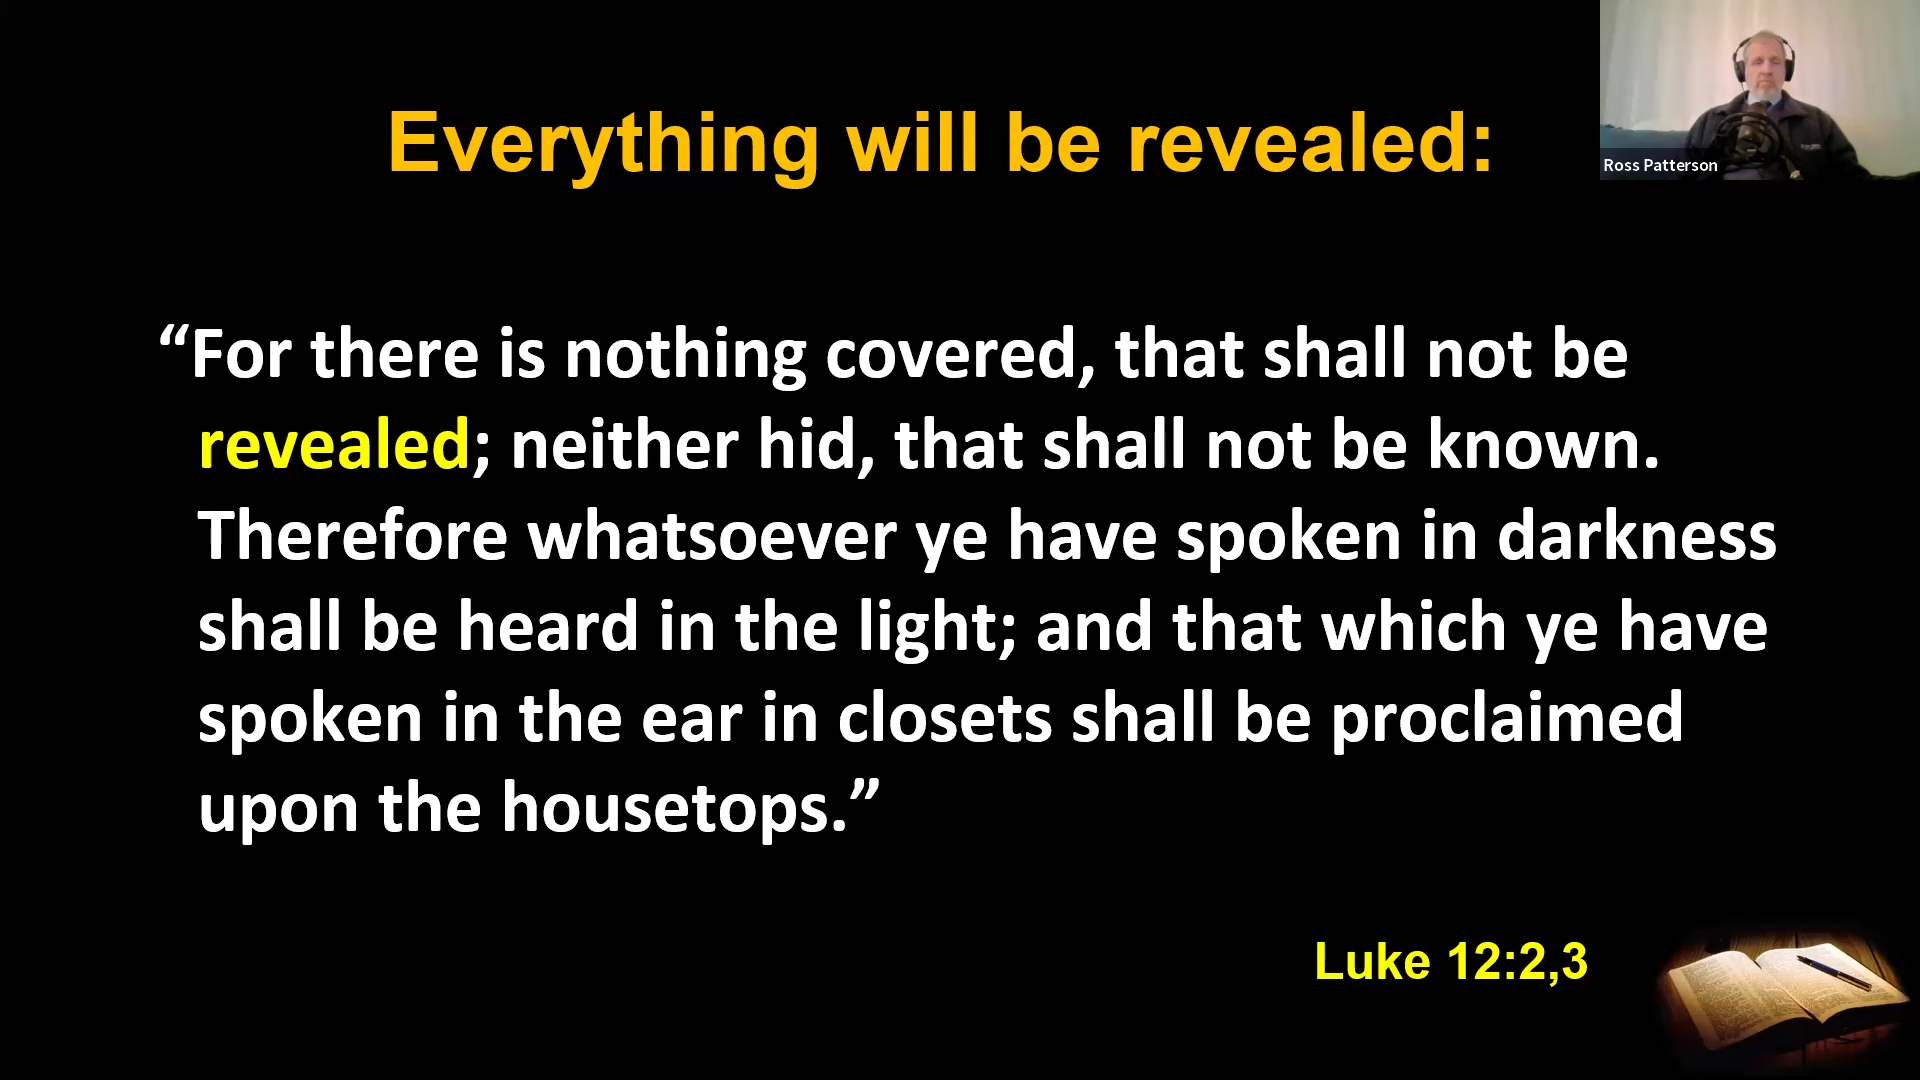 Everything will be revealed:
Ross Patterson
“For there is nothing covered, that shall not be
revealed; neither hid, that shall not be known.
Therefore whatsoever ye have spoken in darkness
shall be heard in the light; and that which ye have
spoken in the ear in closets shall be proclaimed
upon the housetops.”
Luke 12:2,3